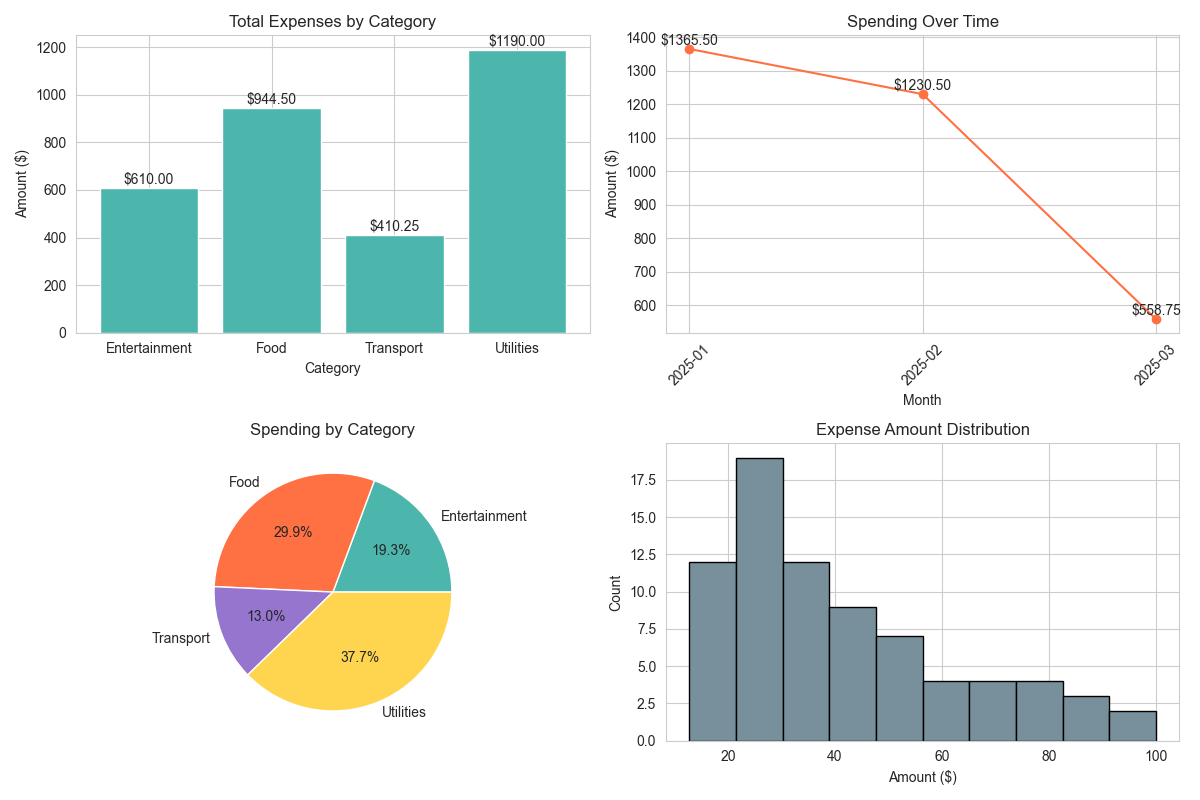 Total Expenses by Category
Amount ($)
1200
1000
800
600
400
200
0
$610.00
$944.50
$410.25
$1190.00
Entertainment
Food
Transport
Utilities
Category
Spending Over Time
Amount ($)
1400
1300
1200
1100
1000
900
800
700
600
$1365.50
$1230.50
$558.75
2025-01
2025-02
2025-03
Month
Spending by Category
Food
29.9%
Entertainment
19.3%
Transport
13.0%
37.7%
Utilities
Expense Amount Distribution
Count
17.5
15.0
12.5
10.0
7.5
5.0
2.5
0.0
20
40
60
80
100
Amount ($)